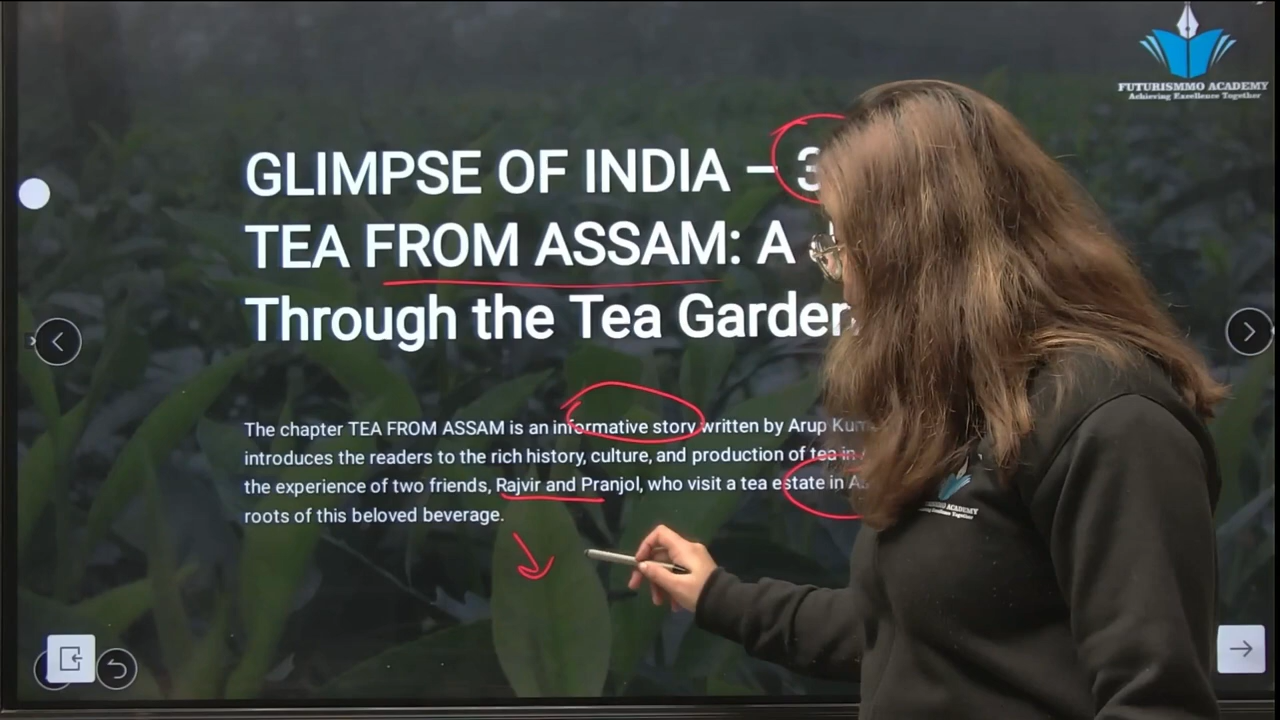 FUTURISMMO ACADEMY
Achieving Excellence Together
GLIMPSE OF INDIA – 3
TEA FROM ASSAM: A
Through the Tea Garden
The chapter TEA FROM ASSAM is an informative story written by Arup Kum
introduces the readers to the rich history, culture, and production of tea in
the experience of two friends, Rajvir and Pranjol, who visit a tea estate in As
roots of this beloved beverage.
ACADEMY